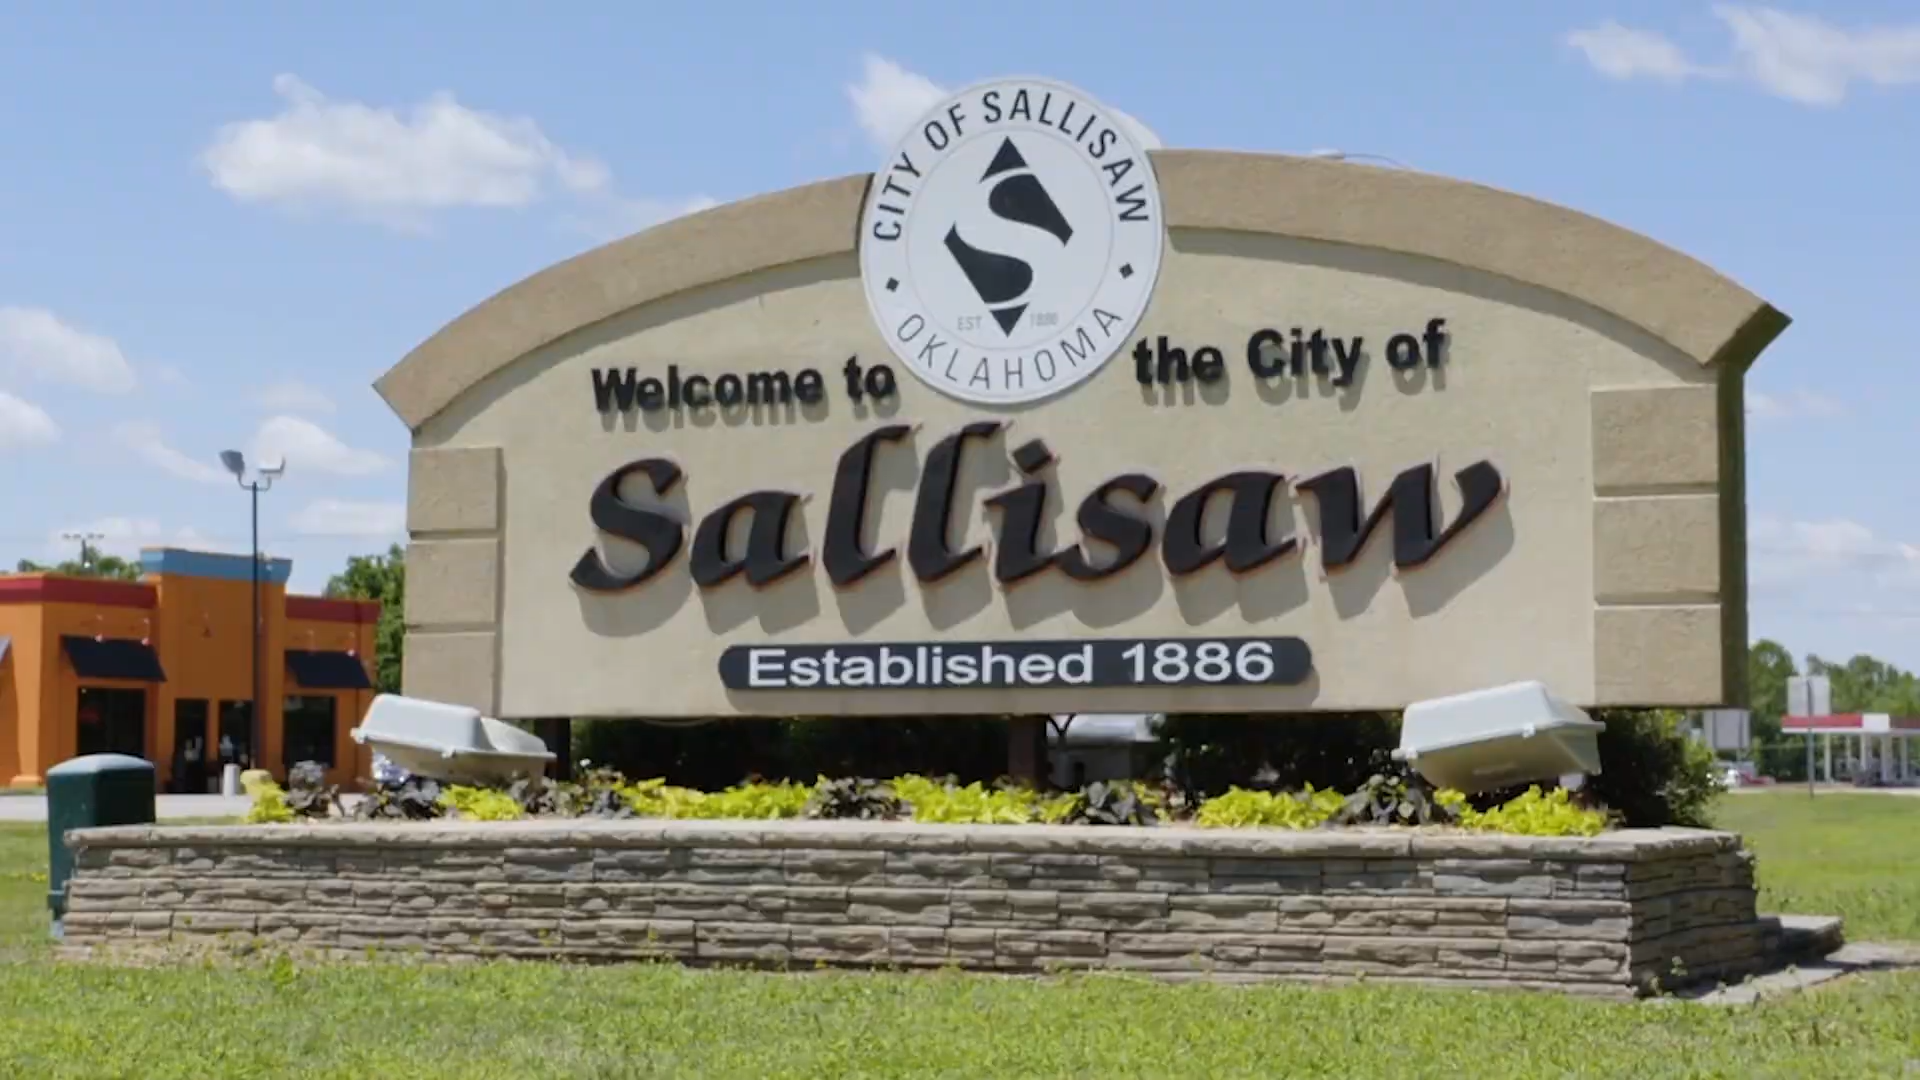 CITY OF SALLISAW
S
EST 1886
OKLAHOMA
Welcome to the City of
Sallisaw
Established 1886